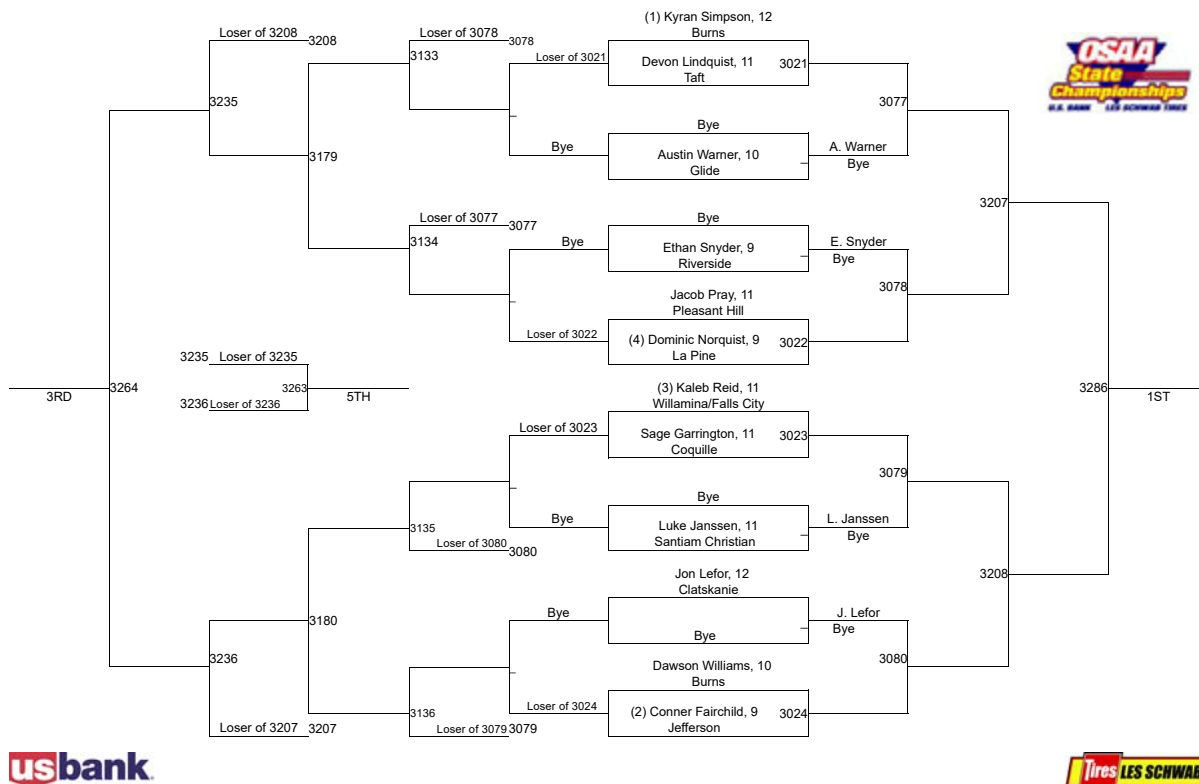 (1) Kyran Simpson, 12
Burns
Loser of 3208
3208
Loser of 3078
3078
Loser of 3021
Devon Lindquist, 11
Taft
3021
3133
3235
3077
OSAA
State
Championships
U.S. BANK LES SCHWAB TIRES
Bye
Bye
Austin Warner, 10
Glide
A. Warner
Bye
3179
3207
Loser of 3077
3077
Bye
3134
Bye
Ethan Snyder, 9
Riverside
E. Snyder
Bye
3078
Jacob Pray, 11
Pleasant Hill
Loser of 3022
(4) Dominic Norquist, 9
La Pine
3022
3235
Loser of 3235
3RD
3264
3263
5TH
3236
Loser of 3236
(3) Kaleb Reid, 11
Willamina/Falls City
3286
1ST
Loser of 3023
Sage Garrington, 11
Coquille
3023
3079
Bye
Bye
Luke Janssen, 11
Santiam Christian
L. Janssen
Bye
3135
Loser of 3080
3080
3208
Jon Lefor, 12
Clatskanie
Bye
Bye
J. Lefor
Bye
3180
3236
3080
Dawson Williams, 10
Burns
Loser of 3024
(2) Conner Fairchild, 9
Jefferson
3024
3136
Loser of 3207
3207
Loser of 3079
3079
usbank
Tires LES SCHWAB